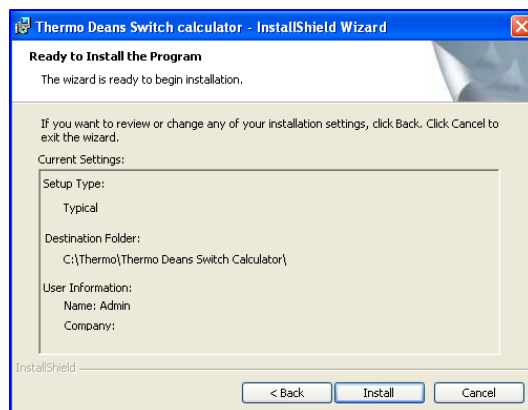 Thermo Deans Switch calculator - InstallShield Wizard
Ready to Install the Program
The wizard is ready to begin installation.
If you want to review or change any of your installation settings, click Back. Click Cancel to
exit the wizard.
Current Settings:
Setup Type:
Typical
Destination Folder:
C:\Thermo\Thermo Deans Switch Calculator\
User Information:
Name: Admin
Company:
InstallShield
< Back
Install
Cancel